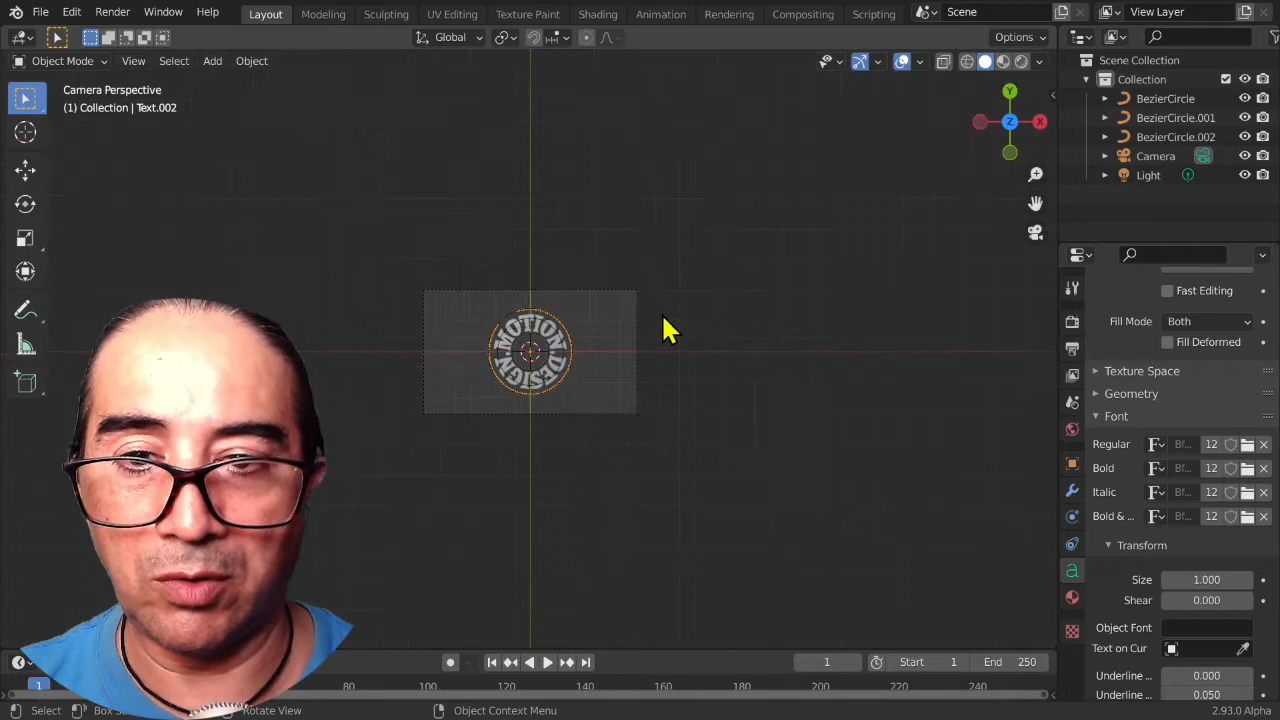 File Edit Render Window Help Layout Modeling Sculpting UV Editing Texture Paint Shading Animation Rendering Compositing Scripting Scene View Layer
Global Options
Object Mode View Select Add Object
Camera Perspective
(1) Collection | Text.002
Y
Z X
MOTION DESIGN
Scene Collection
Collection
BezierCircle
BezierCircle.001
BezierCircle.002
Camera
Light
Fast Editing
Fill Mode Both
Fill Deformed
Texture Space
Geometry
Font
Regular Bf... 12
Bold Bf... 12
Italic Bf... 12
Bold & ... Bf... 12
Transform
Size 1.000
Shear 0.000
Object Font
Text on Cur
Underline ... 0.000
Underline ... 0.050
1 Start 1 End 250
1 80 100 120 140 160 180 200 220 240
Select Box Rotate View Object Context Menu 2.93.0 Alpha